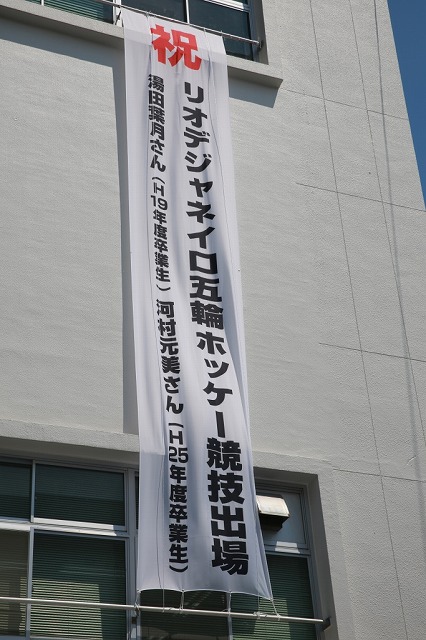 祝
リオデジャネイロ五輪ホッケー競技出場
湯田葉月さん（H19年度卒業生）河村元美さん（H25年度卒業生）